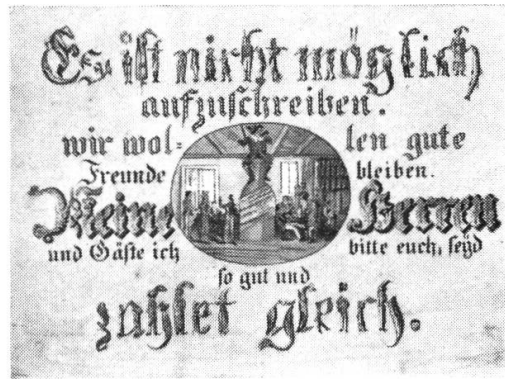 Es ist nicht möglich
aufzuschreiben.
wir wol= len gute
Freunde bleiben.
Meine Herren
und Gäste ich bitte euch, seÿd
so gut und
zahlet gleich.